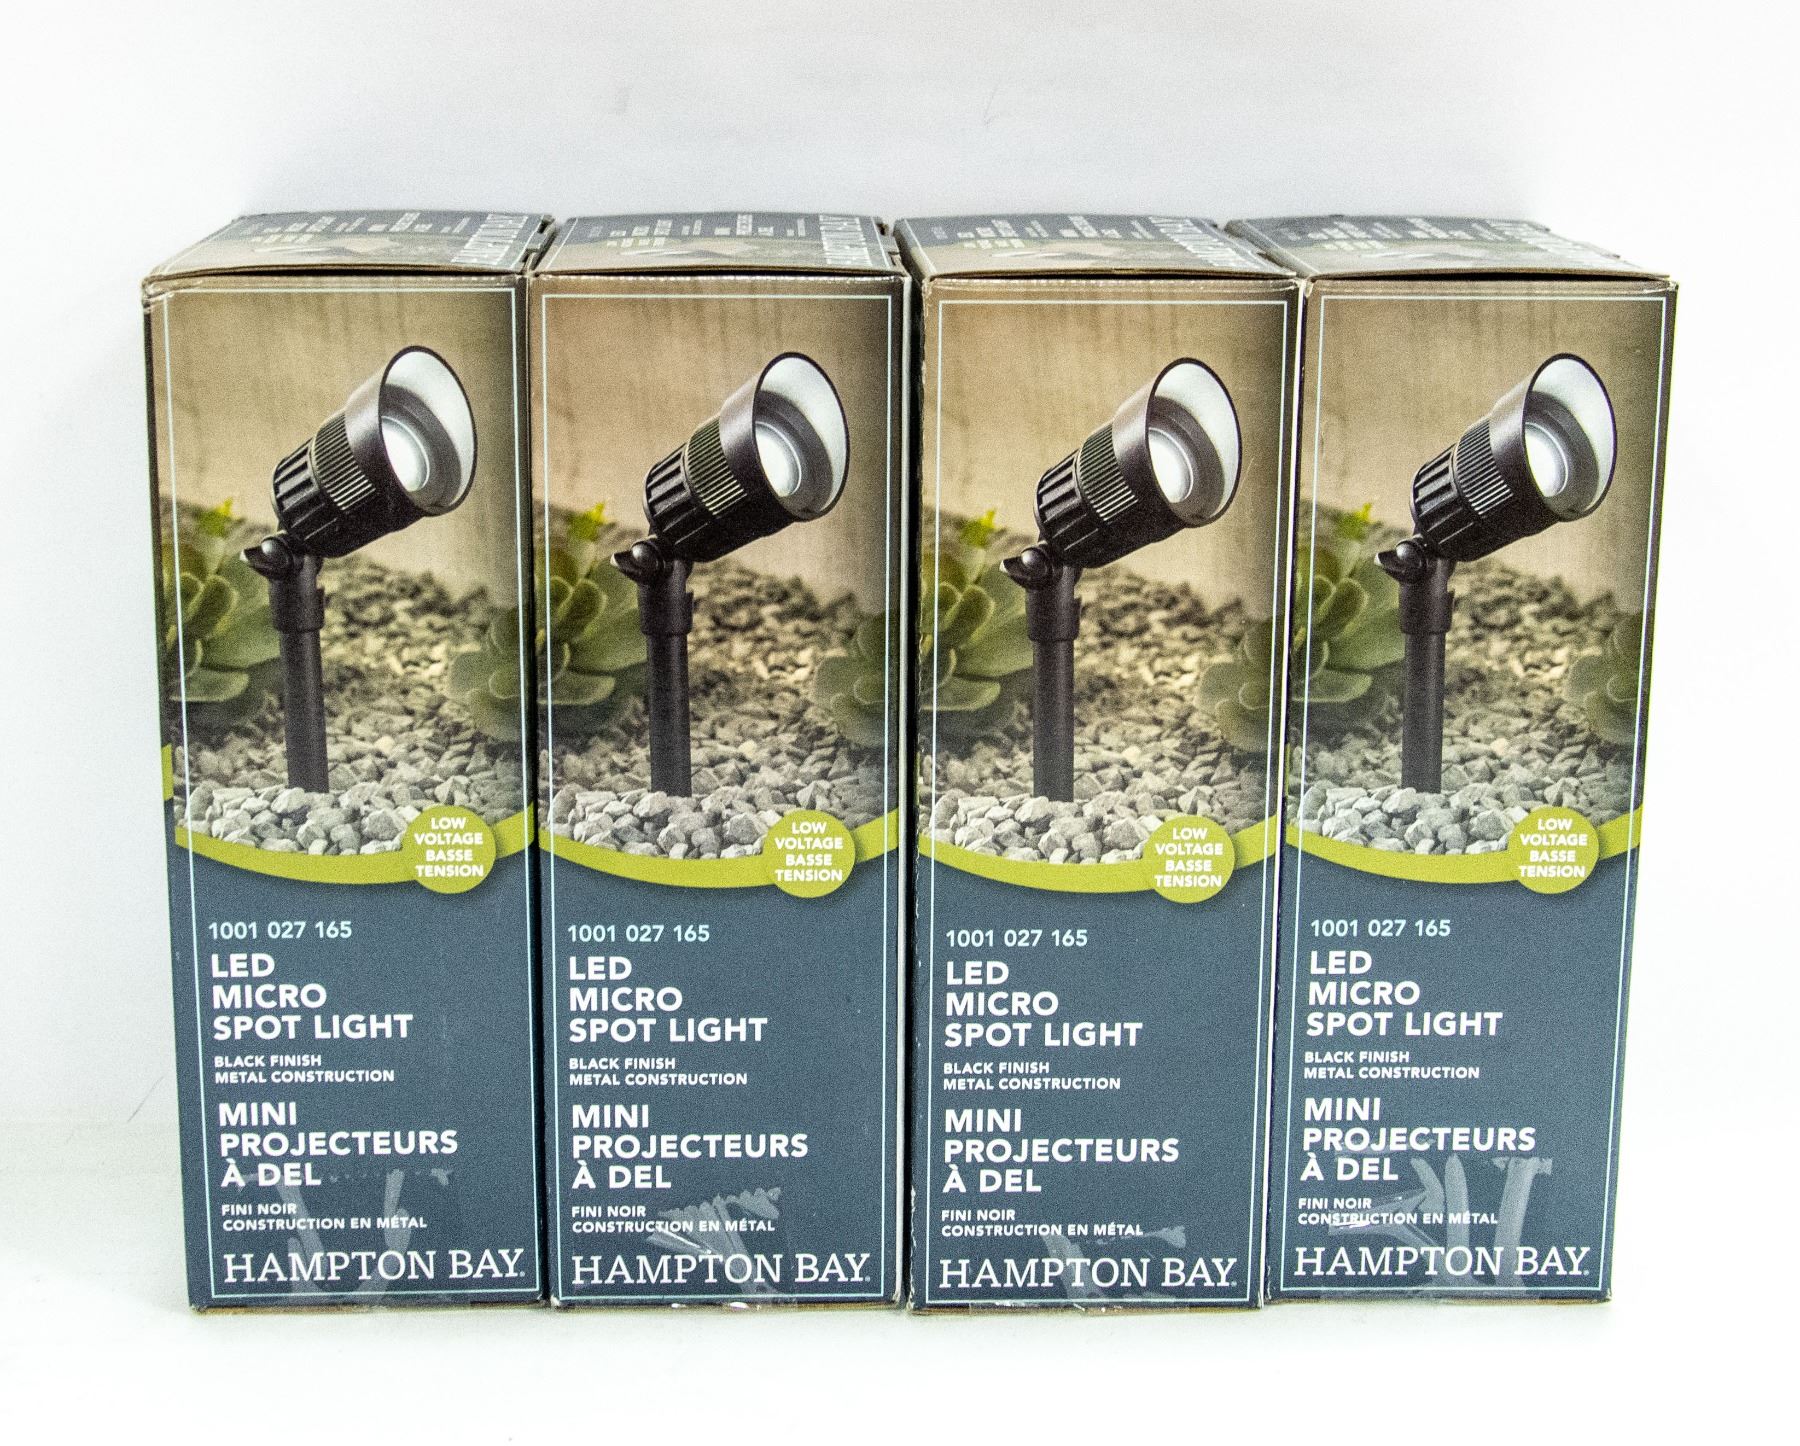 LOW
VOLTAGE
BASSE
TENSION
1001 027 165
LED
MICRO
SPOT LIGHT
BLACK FINISH
METAL CONSTRUCTION
MINI
PROJECTEURS
À DEL
FINI NOIR
CONSTRUCTION EN MÉTAL
HAMPTON BAY
LOW
VOLTAGE
BASSE
TENSION
1001 027 165
LED
MICRO
SPOT LIGHT
BLACK FINISH
METAL CONSTRUCTION
MINI
PROJECTEURS
À DEL
FINI NOIR
CONSTRUCTION EN MÉTAL
HAMPTON BAY
LOW
VOLTAGE
BASSE
TENSION
1001 027 165
LED
MICRO
SPOT LIGHT
BLACK FINISH
METAL CONSTRUCTION
MINI
PROJECTEURS
À DEL
FINI NOIR
CONSTRUCTION EN MÉTAL
HAMPTON BAY
LOW
VOLTAGE
BASSE
TENSION
1001 027 165
LED
MICRO
SPOT LIGHT
BLACK FINISH
METAL CONSTRUCTION
MINI
PROJECTEURS
À DEL
FINI NOIR
CONSTRUCTION EN MÉTAL
HAMPTON BAY